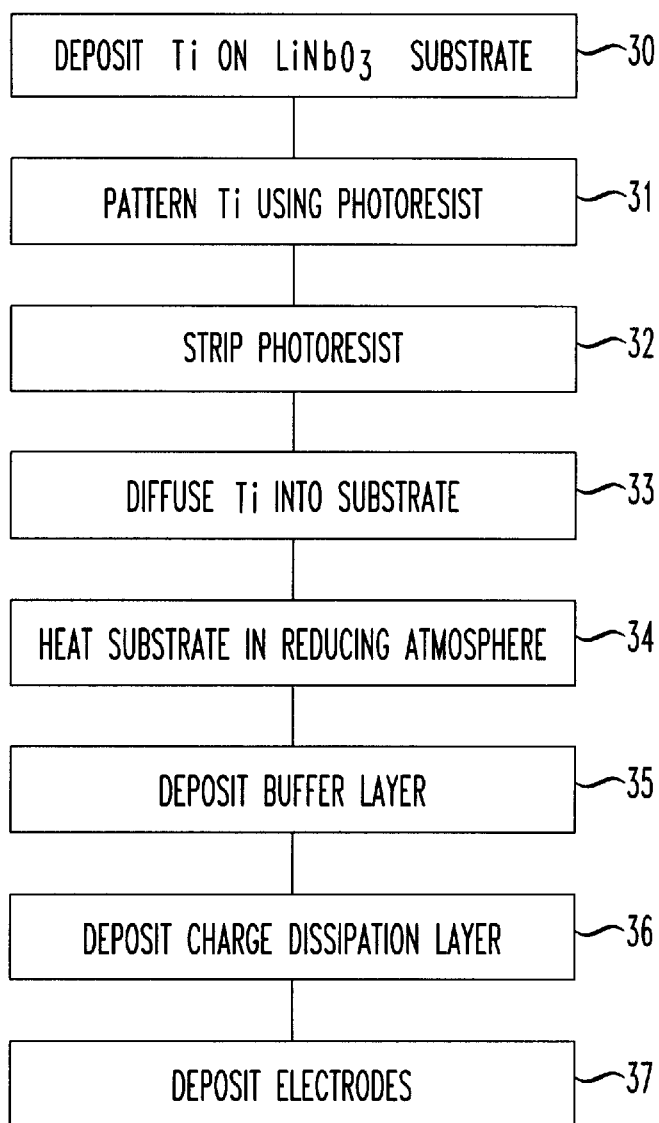 DEPOSIT Ti ON LiNbO3 SUBSTRATE 30
PATTERN Ti USING PHOTORESIST 31
STRIP PHOTORESIST 32
DIFFUSE Ti INTO SUBSTRATE 33
HEAT SUBSTRATE IN REDUCING ATMOSPHERE 34
DEPOSIT BUFFER LAYER 35
DEPOSIT CHARGE DISSIPATION LAYER 36
DEPOSIT ELECTRODES 37